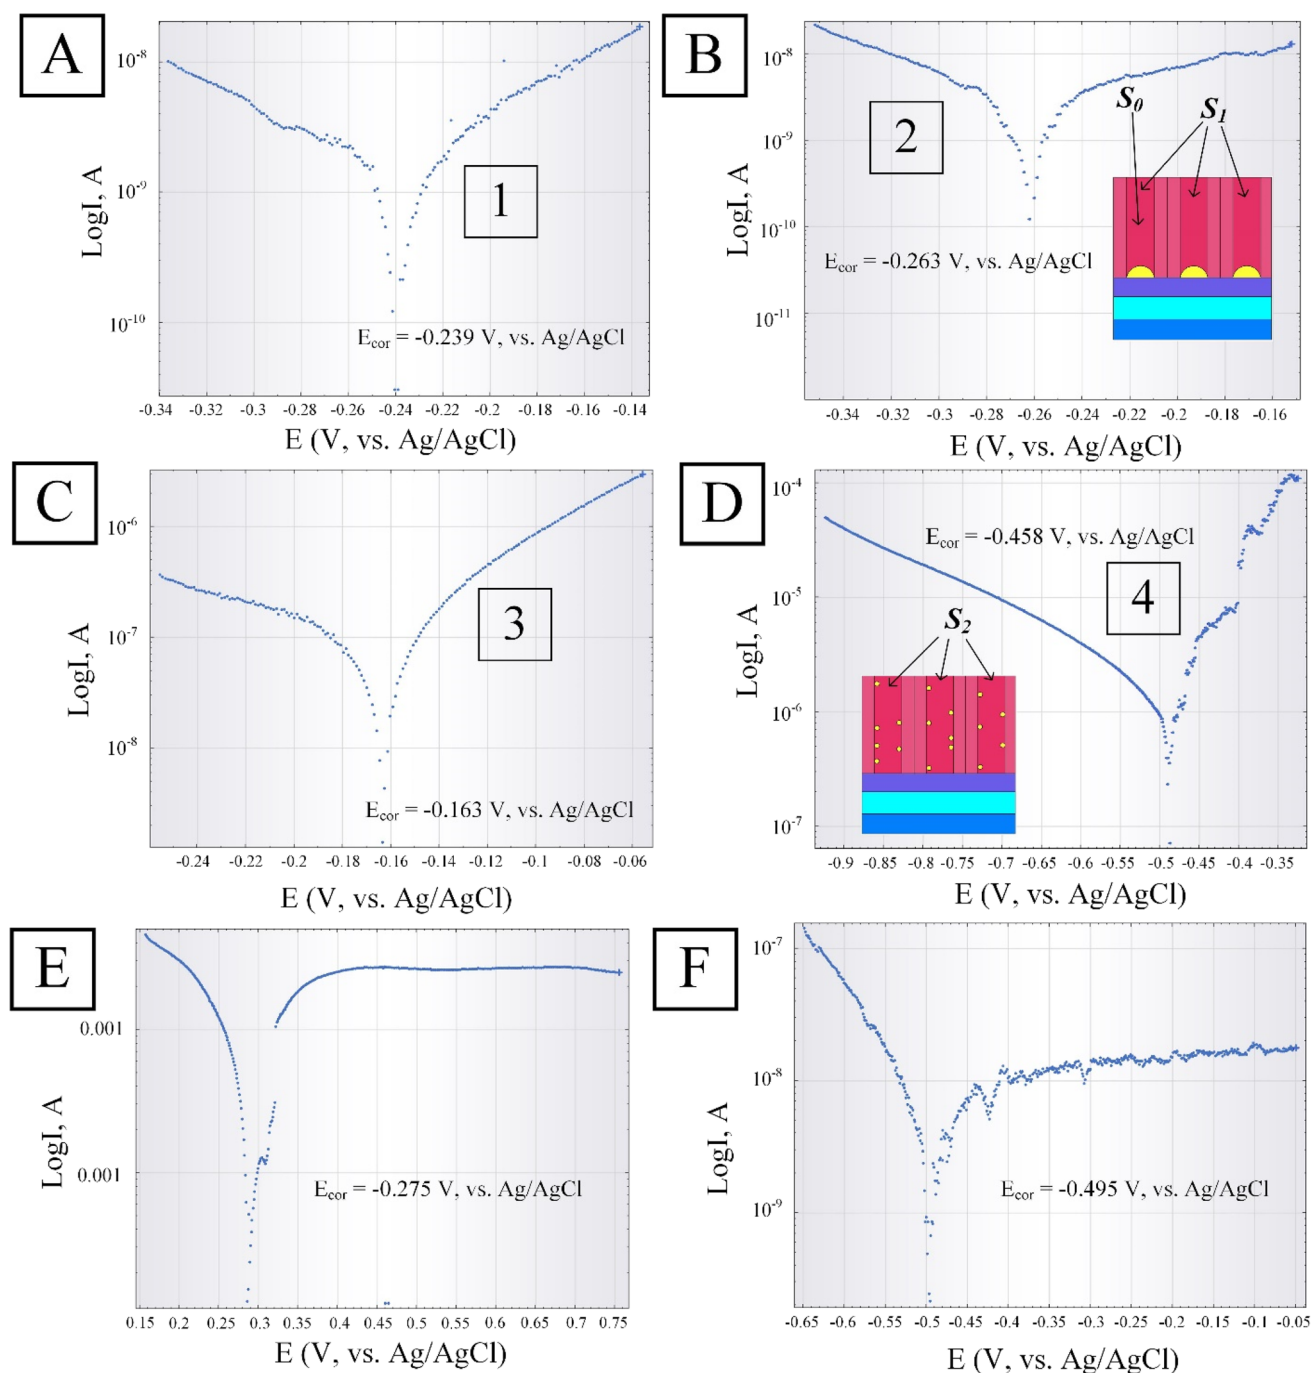 A
LogI, A
10⁻⁸
10⁻⁹
10⁻¹⁰
1
E_cor = -0.239 V, vs. Ag/AgCl
-0.34 -0.32 -0.3 -0.28 -0.26 -0.24 -0.22 -0.2 -0.18 -0.16 -0.14
E (V, vs. Ag/AgCl)
B
LogI, A
10⁻⁸
10⁻⁹
10⁻¹⁰
10⁻¹¹
2
S₀ S₁
E_cor = -0.263 V, vs. Ag/AgCl
-0.34 -0.32 -0.3 -0.28 -0.26 -0.24 -0.22 -0.2 -0.18 -0.16
E (V, vs. Ag/AgCl)
C
LogI, A
10⁻⁶
10⁻⁷
10⁻⁸
3
E_cor = -0.163 V, vs. Ag/AgCl
-0.24 -0.22 -0.2 -0.18 -0.16 -0.14 -0.12 -0.1 -0.08 -0.06
E (V, vs. Ag/AgCl)
D
LogI, A
10⁻⁴
10⁻⁵
10⁻⁶
10⁻⁷
E_cor = -0.458 V, vs. Ag/AgCl
4
S₂
-0.9 -0.85 -0.8 -0.75 -0.7 -0.65 -0.6 -0.55 -0.5 -0.45 -0.4 -0.35
E (V, vs. Ag/AgCl)
E
LogI, A
0.001
0.001
E_cor = -0.275 V, vs. Ag/AgCl
0.15 0.2 0.25 0.3 0.35 0.4 0.45 0.5 0.55 0.6 0.65 0.7 0.75
E (V, vs. Ag/AgCl)
F
LogI, A
10⁻⁷
10⁻⁸
10⁻⁹
E_cor = -0.495 V, vs. Ag/AgCl
-0.65 -0.6 -0.55 -0.5 -0.45 -0.4 -0.35 -0.3 -0.25 -0.2 -0.15 -0.1 -0.05
E (V, vs. Ag/AgCl)